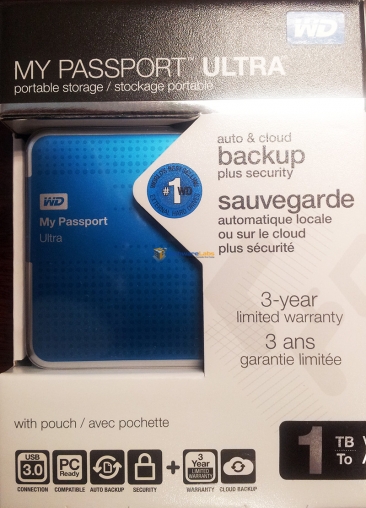 WD
MY PASSPORT™ ULTRA
portable storage / stockage portable
auto & cloud
backup
plus security
#1
WD
WD
My Passport
Ultra
sauvegarde
automatique locale
ou sur le cloud
plus sécurité
3-year
limited warranty
3 ans
garantie limitée
with pouch / avec pochette
1 TB
To
USB
3.0
CONNECTION
PC
Ready
COMPATIBLE
AUTO BACKUP
SECURITY
+
3
Year
LIMITED
WARRANTY
WARRANTY
CLOUD BACKUP